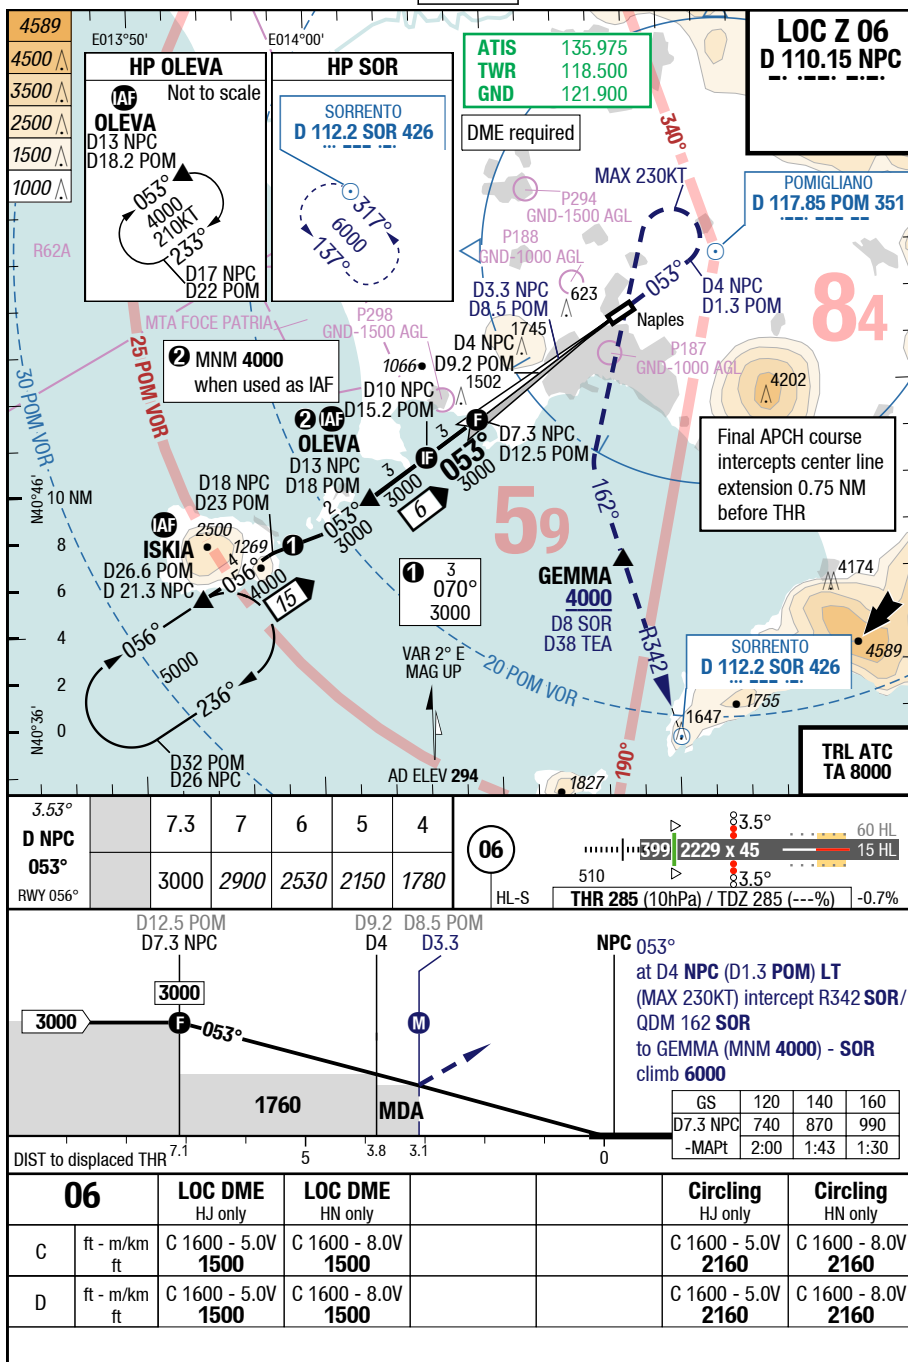 4589
4500
3500
2500
1500
1000
E013°50'
E014°00'
HP OLEVA
Not to scale
IAF
OLEVA
D13 NPC
D18.2 POM
053°
4000
210KT
233°
D17 NPC
D22 POM
HP SOR
SORRENTO
D 112.2 SOR 426
317°
6000
137°
ATIS 135.975
TWR 118.500
GND 121.900
DME required
LOC Z 06
D 110.15 NPC
340°
MAX 230KT
POMIGLIANO
D 117.85 POM 351
P294
GND-1500 AGL
P188
GND-1000 AGL
R62A
053°
D4 NPC
D1.3 POM
D3.3 NPC
D8.5 POM
623
Naples
84
P298
GND-1500 AGL
MTA FOCE PATRIA
1745
D4 NPC
D9.2 POM
P187
GND-1000 AGL
25 POM VOR
30 POM VOR
2 MNM 4000
when used as IAF
1066
1502
4202
D10 NPC
D15.2 POM
2 IAF
OLEVA
D13 NPC
D18 POM
F
D7.3 NPC
D12.5 POM
3
IF
053°
3000
3
3000
6
Final APCH course
intercepts center line
extension 0.75 NM
before THR
N40°46'
10 NM
D18 NPC
D23 POM
2
053°
3000
59
162°
IAF
ISKIA
D26.6 POM
D 21.3 NPC
2500
1269
1
4
056°
4000
15
8
6
4
2
0
1 3
070°
3000
GEMMA
4000
D8 SOR
D38 TEA
4174
4589
R342
056°
5000
236°
VAR 2° E
MAG UP
20 POM VOR
SORRENTO
D 112.2 SOR 426
1755
1647
N40°36'
D32 POM
D26 NPC
AD ELEV 294
1827
190°
TRL ATC
TA 8000
3.53°
D NPC
053°
RWY 056°
7.3 7 6 5 4
3000 2900 2530 2150 1780
06
HL-S
510
399 2229 x 45
3.5°
3.5°
60 HL
15 HL
THR 285 (10hPa) / TDZ 285 (---%)
-0.7%
D12.5 POM D9.2 D8.5 POM
D7.3 NPC D4 D3.3 NPC
3000
3000
F
053°
M
1760
MDA
053°
at D4 NPC (D1.3 POM) LT
(MAX 230KT) intercept R342 SOR/
QDM 162 SOR
to GEMMA (MNM 4000) - SOR
climb 6000
GS 120 140 160
D7.3 NPC 740 870 990
-MAPt 2:00 1:43 1:30
DIST to displaced THR 7.1 5 3.8 3.1 0
06 LOC DME LOC DME Circling Circling
HJ only HN only HJ only HN only
C ft - m/km C 1600 - 5.0V C 1600 - 8.0V C 1600 - 5.0V C 1600 - 8.0V
ft 1500 1500 2160 2160
D ft - m/km C 1600 - 5.0V C 1600 - 8.0V C 1600 - 5.0V C 1600 - 8.0V
ft 1500 1500 2160 2160